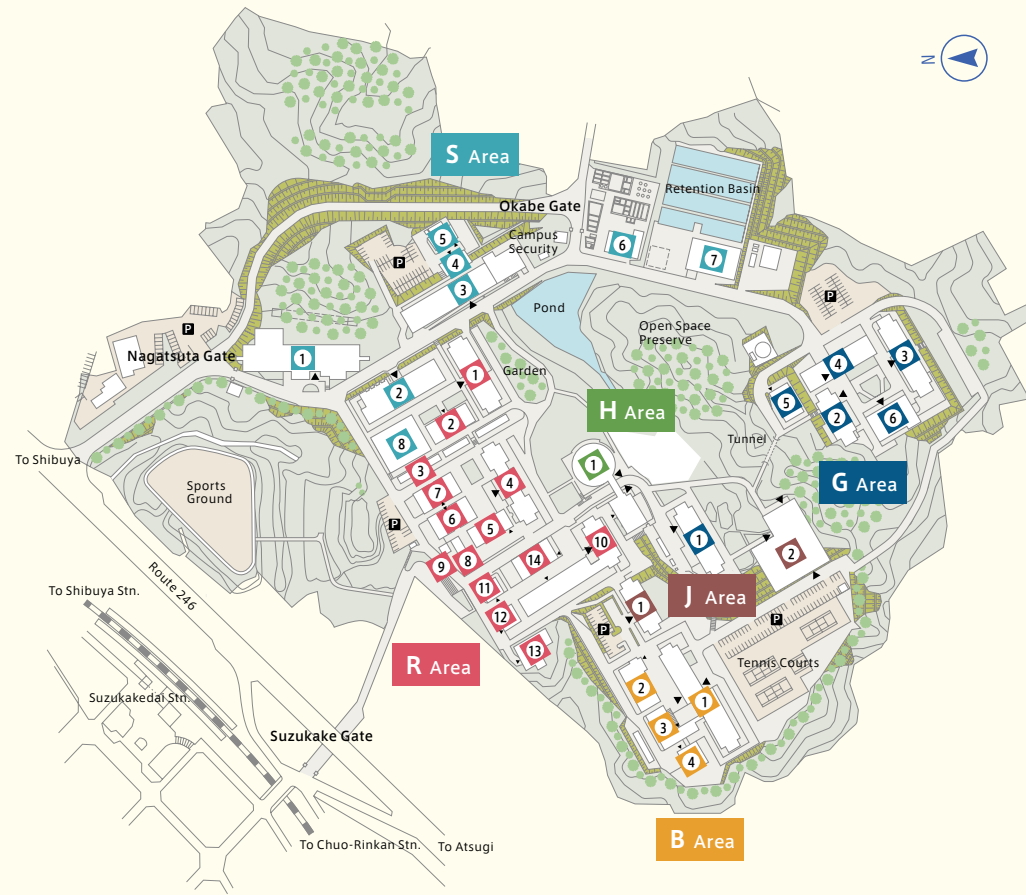 N
S Area
Retention Basin
Okabe Gate
Campus
Security
5
6
4
7
P
3
P
Pond
P
Open Space
Preserve
Nagatsuta Gate
1
3
4
1
Garden
2
5
H Area
2
6
2
8
Tunnel
To Shibuya
1
3
4
G Area
Sports
Ground
7
6
P
5
10
1
2
14
9
8
Route 246
11
J Area
To Shibuya Stn.
1
12
P
P
13
R Area
Tennis Courts
2
Suzukakedai Stn.
1
3
Suzukake Gate
4
B Area
To Chuo-Rinkan Stn.
To Atsugi